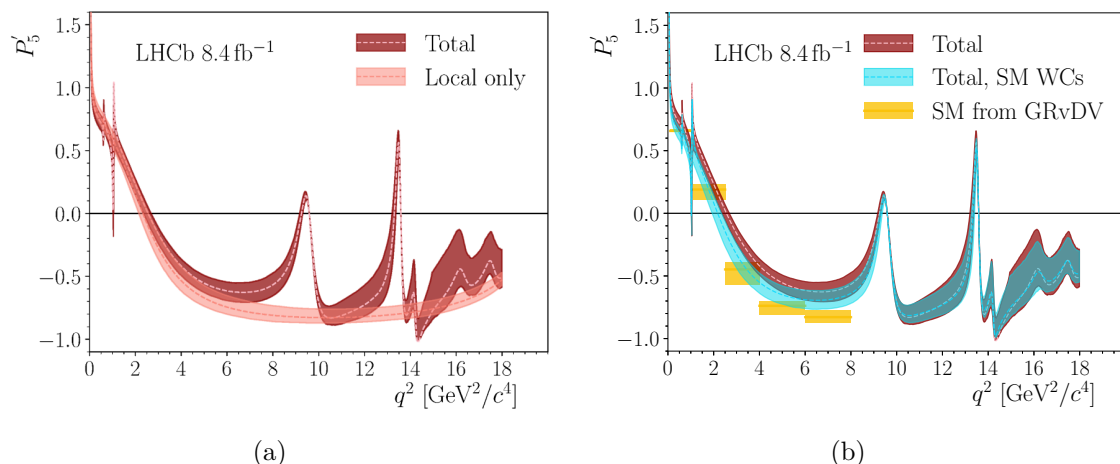 P′5
1.5
1.0
0.5
0.0
−0.5
−1.0
LHCb 8.4 fb⁻¹
Total
Local only
0 2 4 6 8 10 12 14 16 18
q² [GeV²/c⁴]
(a)
P′5
1.5
1.0
0.5
0.0
−0.5
−1.0
LHCb 8.4 fb⁻¹
Total
Total, SM WCs
SM from GRvDV
0 2 4 6 8 10 12 14 16 18
q² [GeV²/c⁴]
(b)